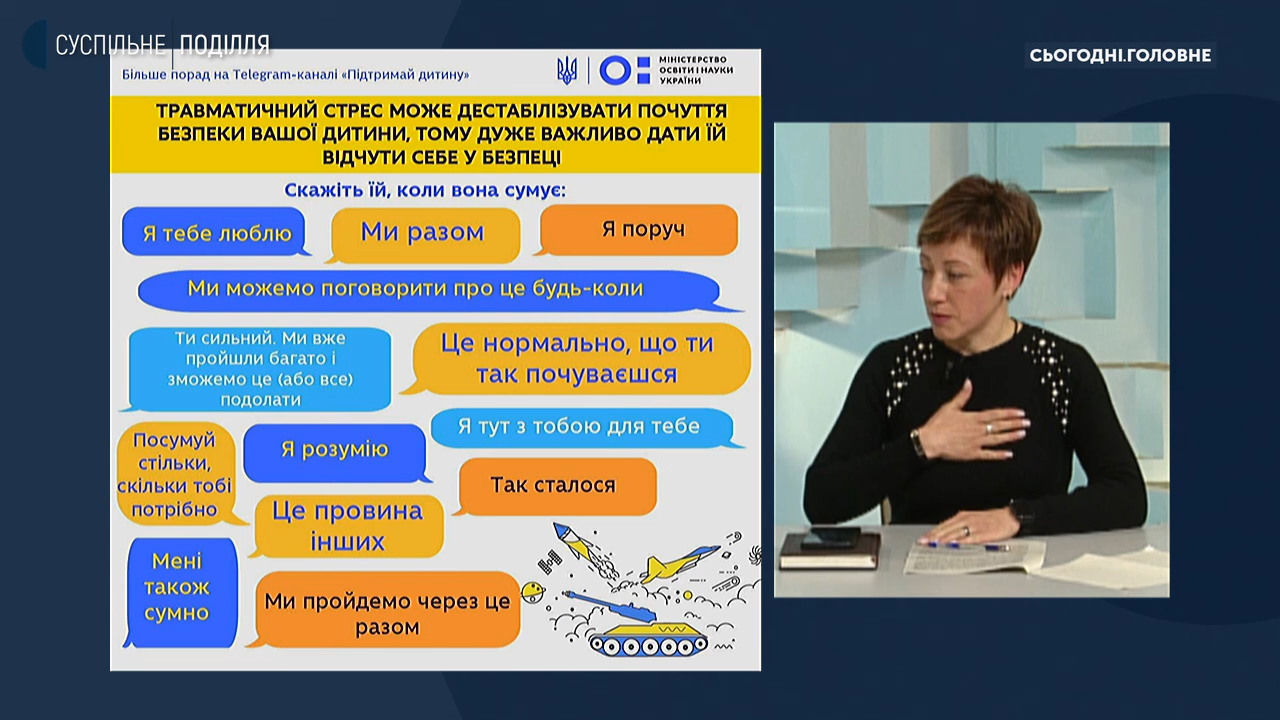 СУСПІЛЬНЕ ПОДІЛЛЯ
СЬОГОДНІ.ГОЛОВНЕ
Більше порад на Telegram-каналі «Підтримай дитину»
МІНІСТЕРСТВО
ОСВІТИ І НАУКИ
УКРАЇНИ
ТРАВМАТИЧНИЙ СТРЕС МОЖЕ ДЕСТАБІЛІЗУВАТИ ПОЧУТТЯ
БЕЗПЕКИ ВАШОЇ ДИТИНИ, ТОМУ ДУЖЕ ВАЖЛИВО ДАТИ ЇЙ
ВІДЧУТИ СЕБЕ У БЕЗПЕЦІ
Скажіть їй, коли вона сумує:
Я тебе люблю
Ми разом
Я поруч
Ми можемо поговорити про це будь-коли
Ти сильний. Ми вже
пройшли багато і
зможемо це (або все)
подолати
Це нормально, що ти
так почуваєшся
Я тут з тобою для тебе
Посумуй
стільки,
скільки тобі
потрібно
Я розумію
Так сталося
Це провина
інших
Мені
також
сумно
Ми пройдемо через це
разом